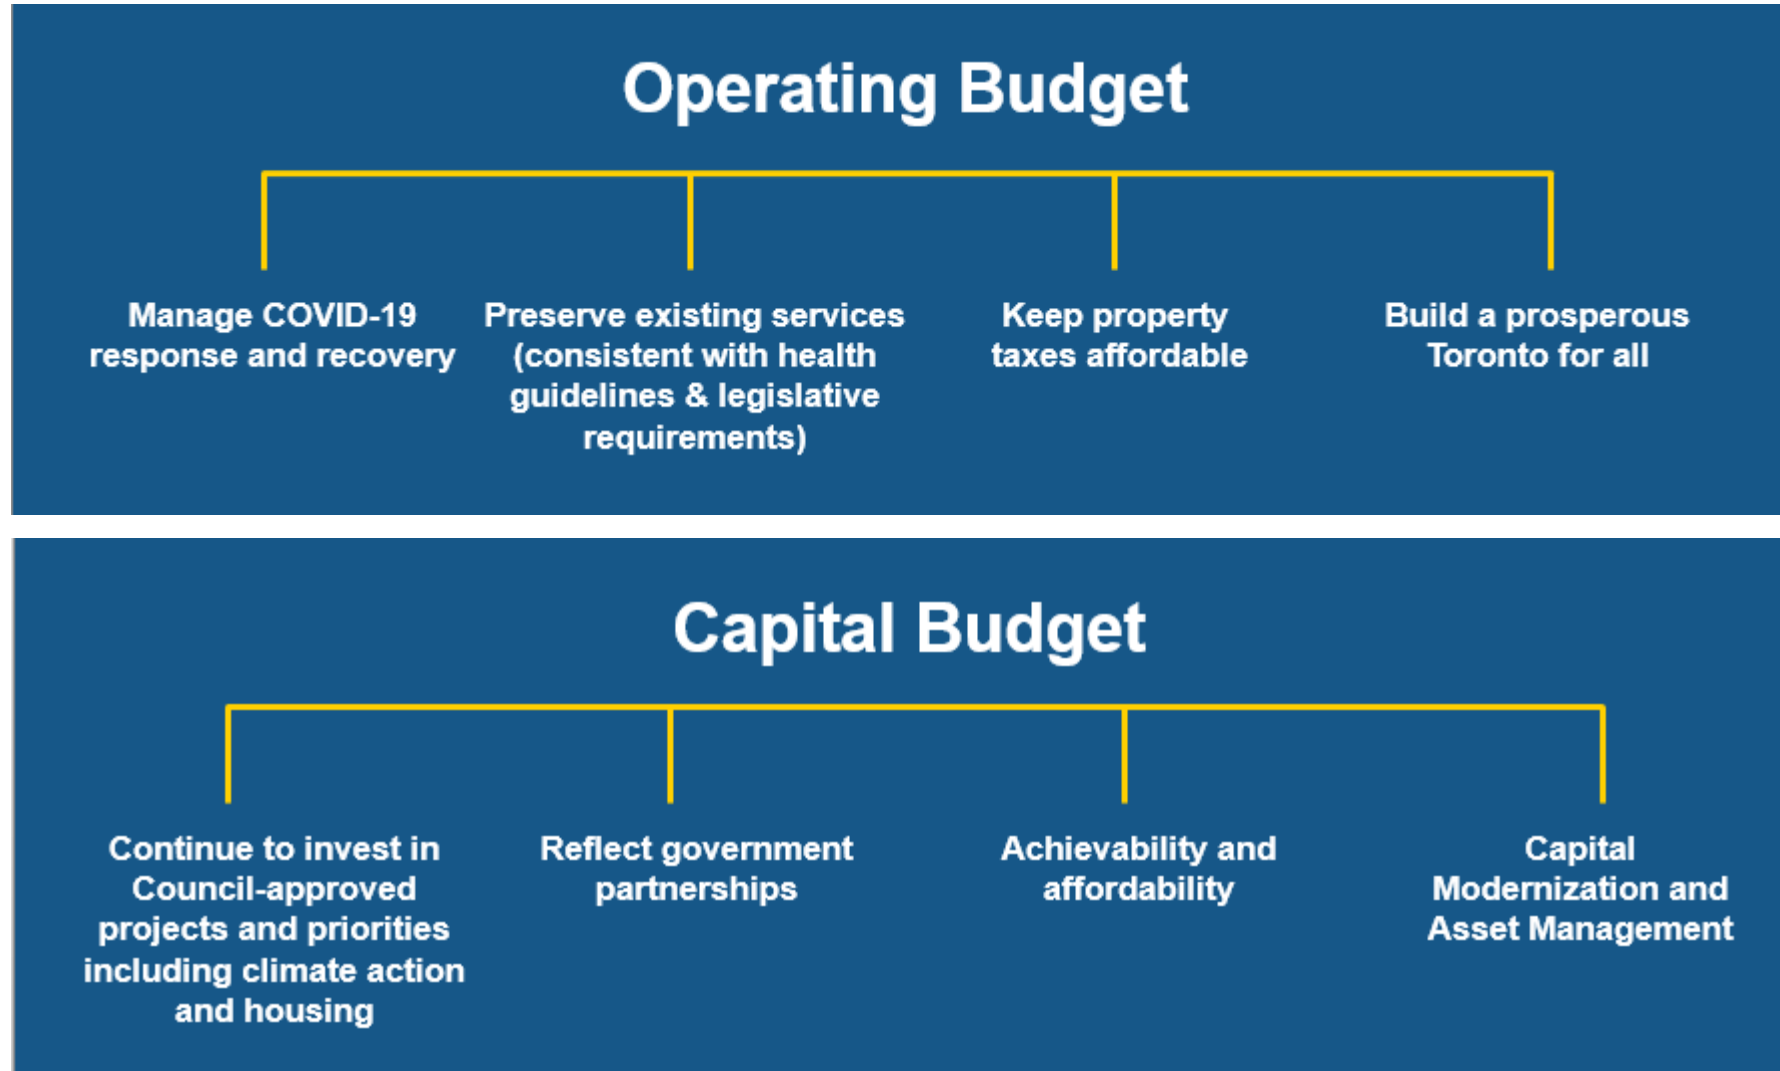 Operating Budget
Manage COVID-19
response and recovery
Preserve existing services
(consistent with health
guidelines & legislative
requirements)
Keep property
taxes affordable
Build a prosperous
Toronto for all
Capital Budget
Continue to invest in
Council-approved
projects and priorities
including climate action
and housing
Reflect government
partnerships
Achievability and
affordability
Capital
Modernization and
Asset Management